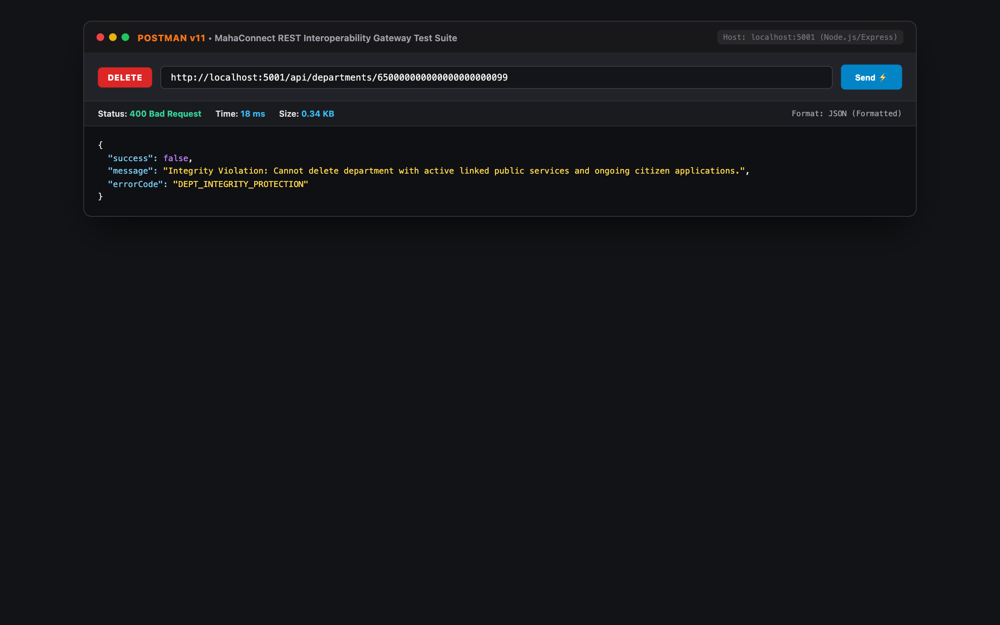 POSTMAN v11 • MahaConnect REST Interoperability Gateway Test Suite
Host: localhost:5001 (Node.js/Express)
DELETE
http://localhost:5001/api/departments/650000000000000000000099
Send ⚡
Status: 400 Bad Request Time: 18 ms Size: 0.34 KB
Format: JSON (Formatted)
{
  "success": false,
  "message": "Integrity Violation: Cannot delete department with active linked public services and ongoing citizen applications.",
  "errorCode": "DEPT_INTEGRITY_PROTECTION"
}